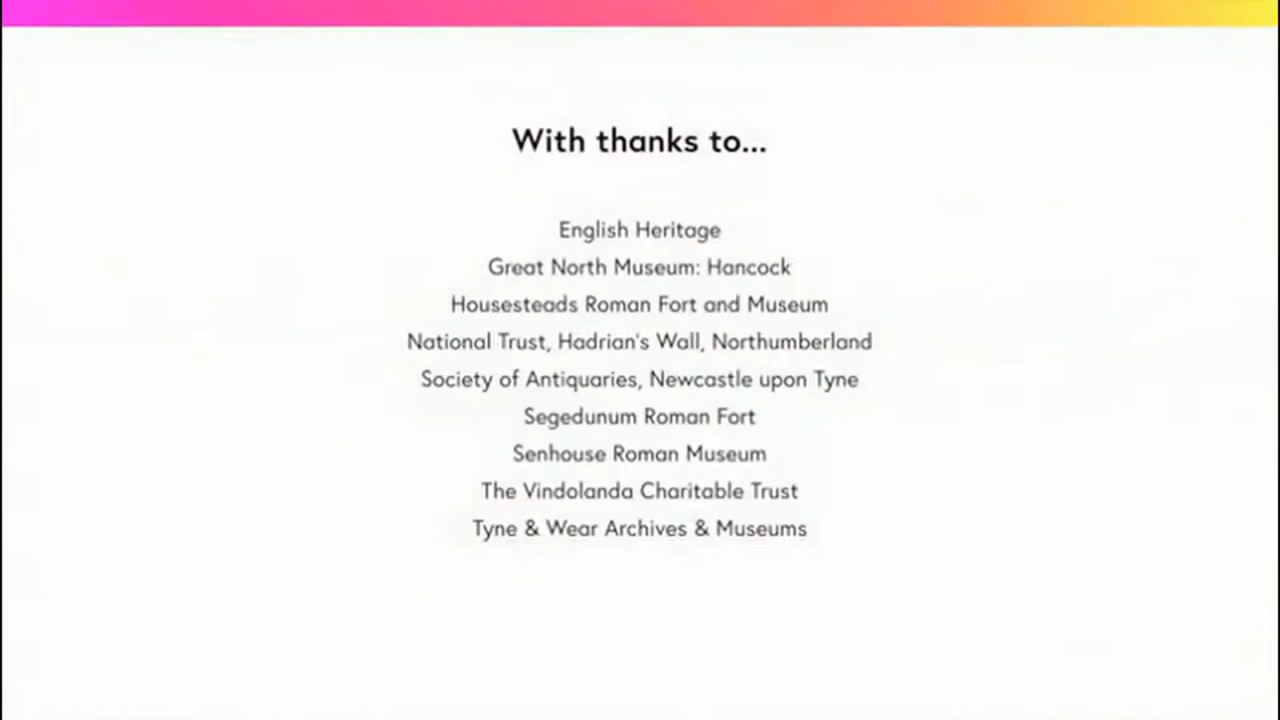 With thanks to...
English Heritage
Great North Museum: Hancock
Housesteads Roman Fort and Museum
National Trust, Hadrian's Wall, Northumberland
Society of Antiquaries, Newcastle upon Tyne
Segedunum Roman Fort
Senhouse Roman Museum
The Vindolanda Charitable Trust
Tyne & Wear Archives & Museums